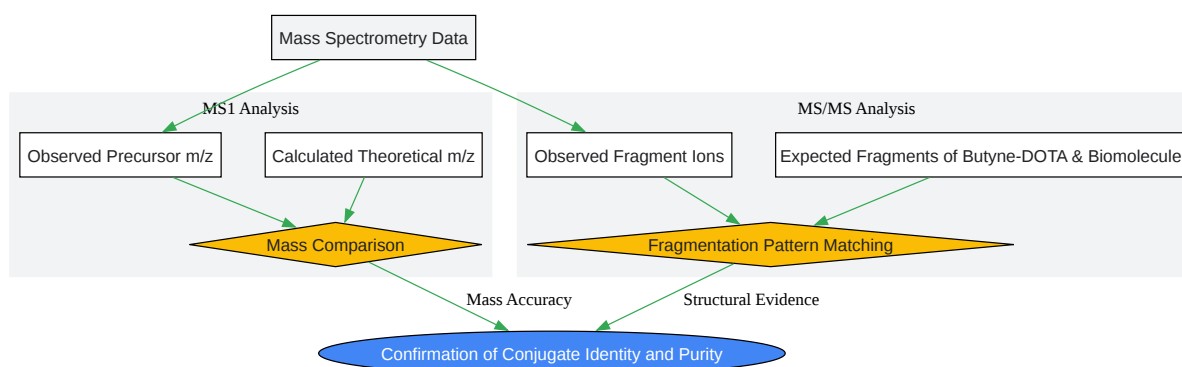 Mass Spectrometry Data
MS1 Analysis
MS/MS Analysis
Observed Precursor m/z
Calculated Theoretical m/z
Observed Fragment Ions
Expected Fragments of Butyne-DOTA & Biomolecule
Mass Comparison
Fragmentation Pattern Matching
Mass Accuracy
Structural Evidence
Confirmation of Conjugate Identity and Purity